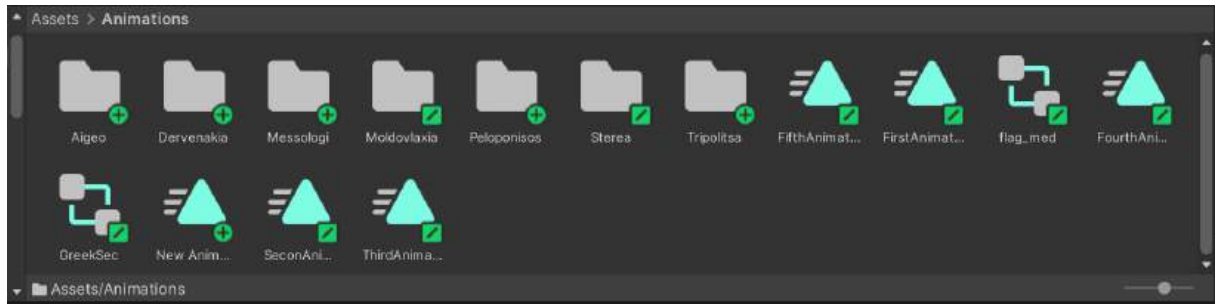 Assets > Animations
Aigeo Dervenakia Messologi Moldovlaxia Peloponisos Sterea Tripolitsa FifthAnimat... FirstAnimat... flag_med FourthAni...
GreekSec New Anim... SeconAni... ThirdAnima...
Assets/Animations